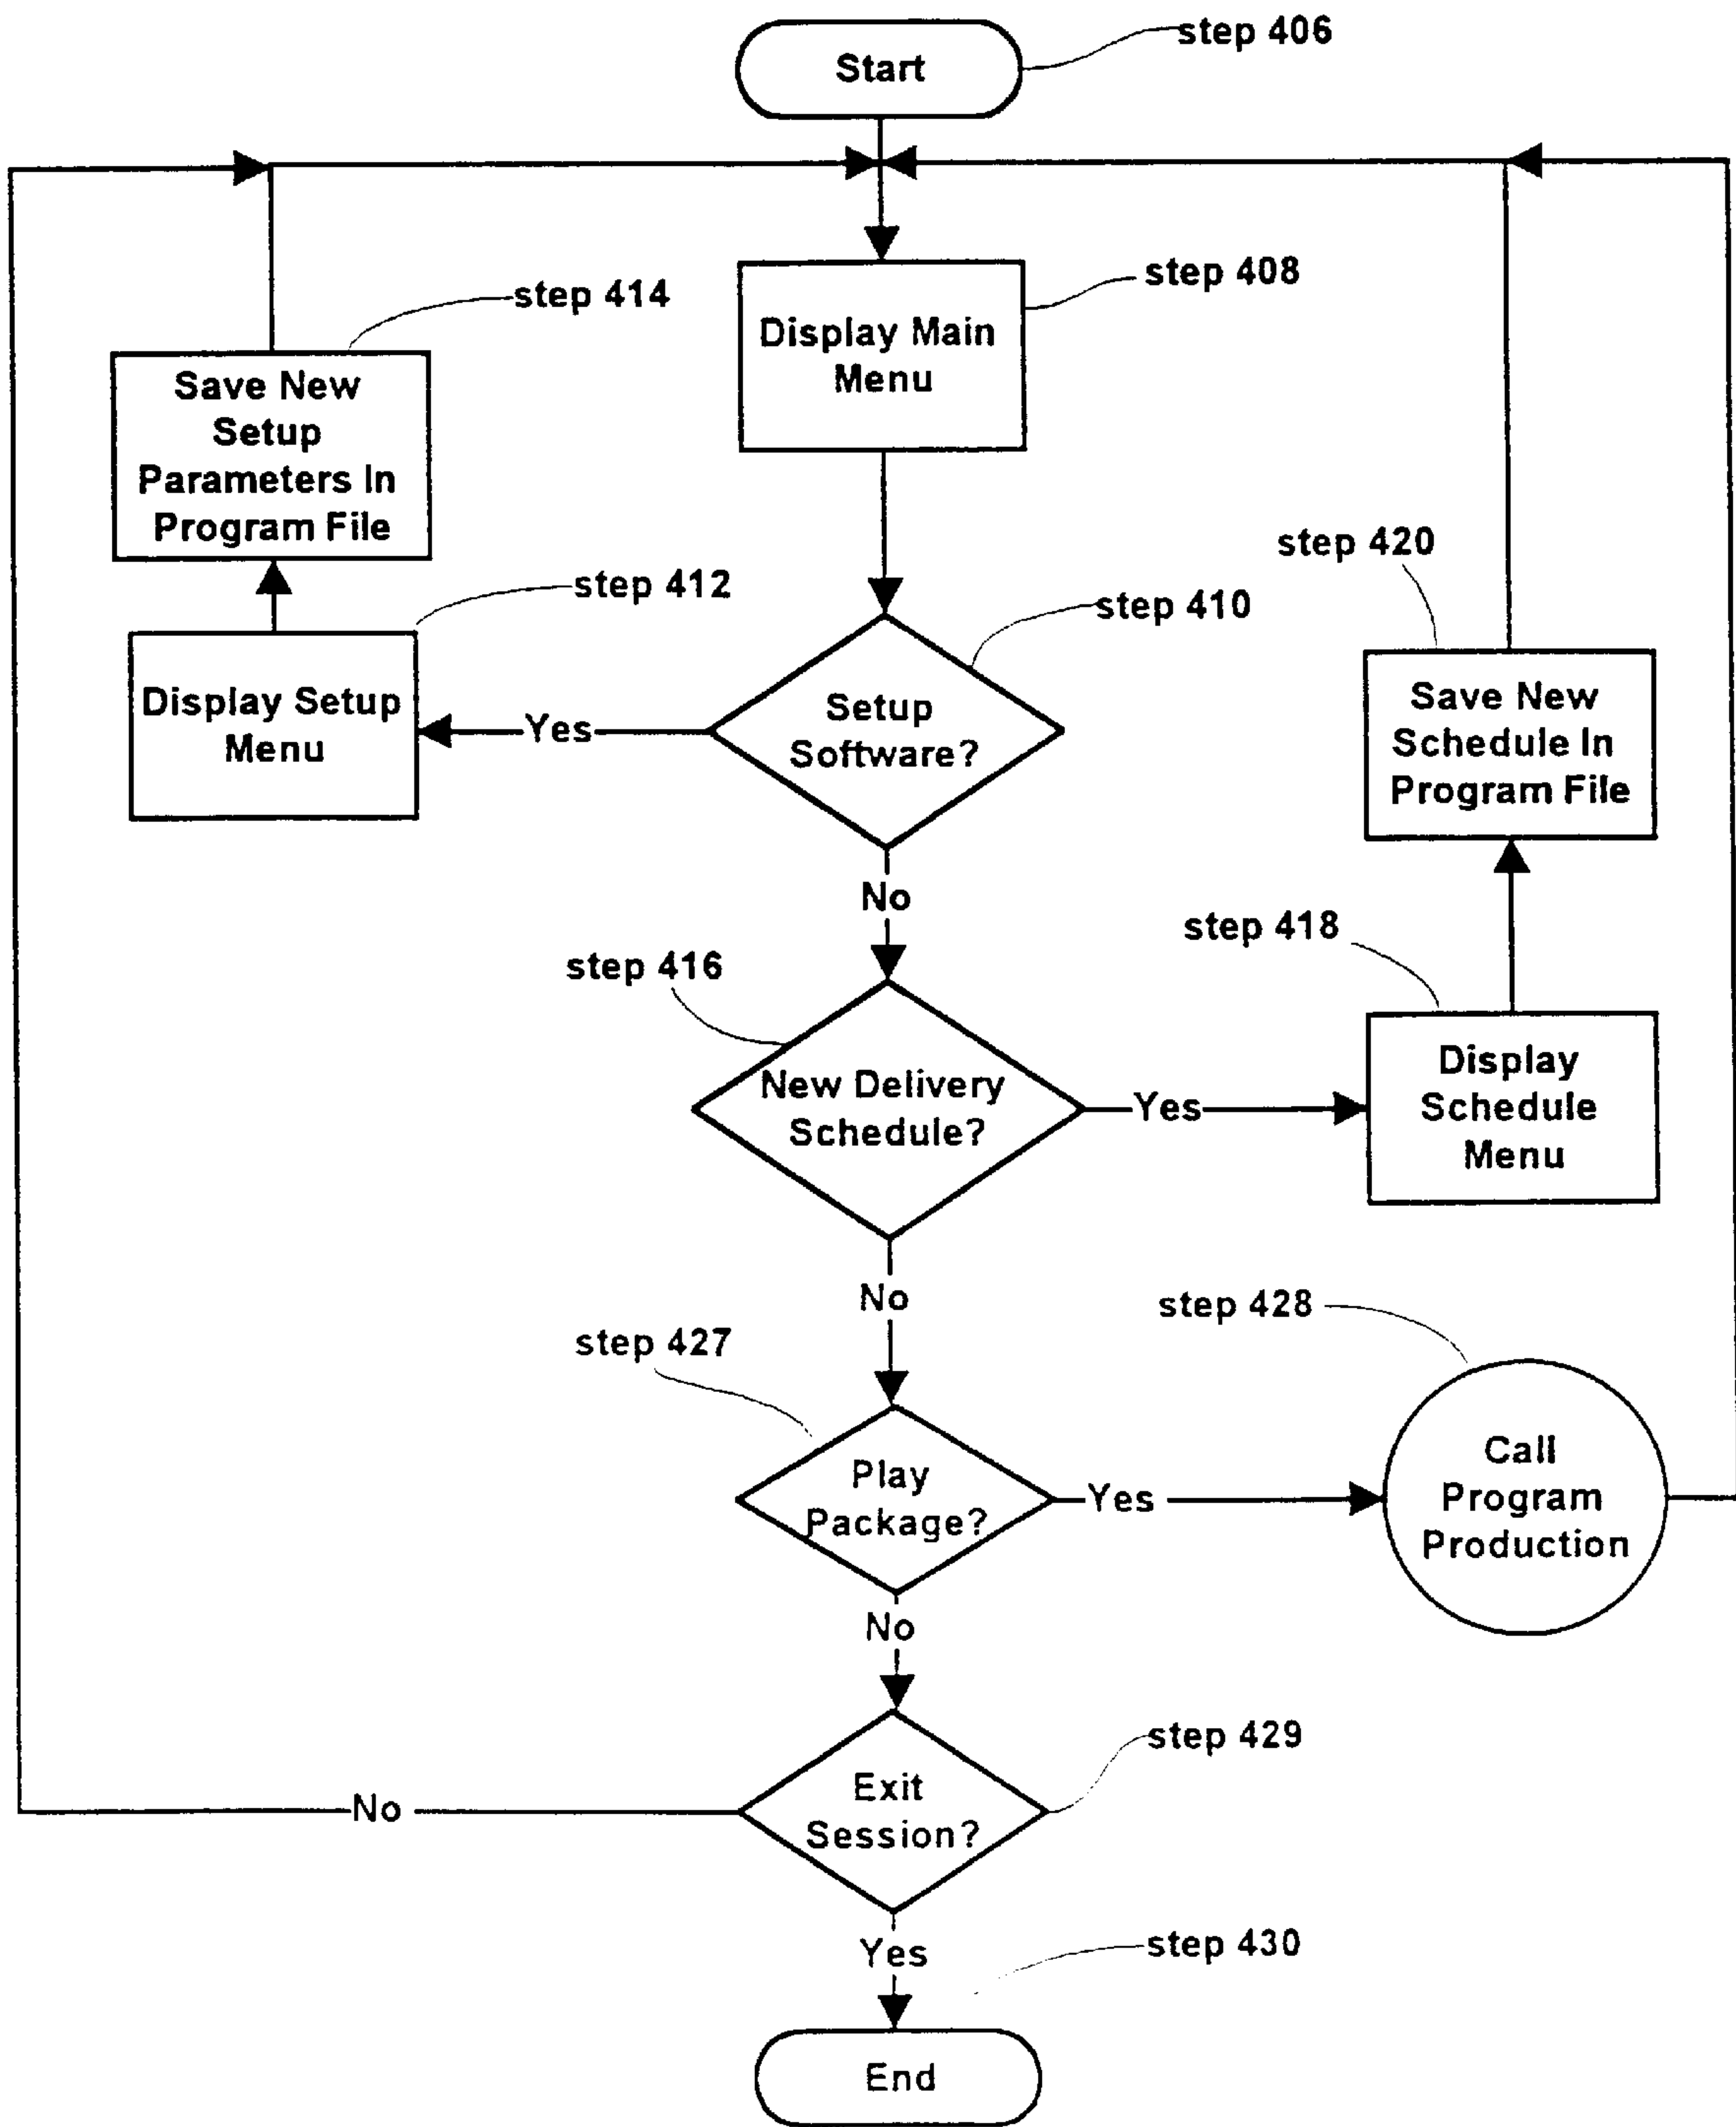 step 406
Start
step 408
Display Main
Menu
step 414
Save New
Setup
Parameters In
Program File
step 412
Display Setup
Menu
Yes
step 410
Setup
Software?
No
step 420
Save New
Schedule In
Program File
step 418
Display
Schedule
Menu
step 416
New Delivery
Schedule?
Yes
No
step 427
Play
Package?
Yes
step 428
Call
Program
Production
No
step 429
Exit
Session?
No
Yes
step 430
End